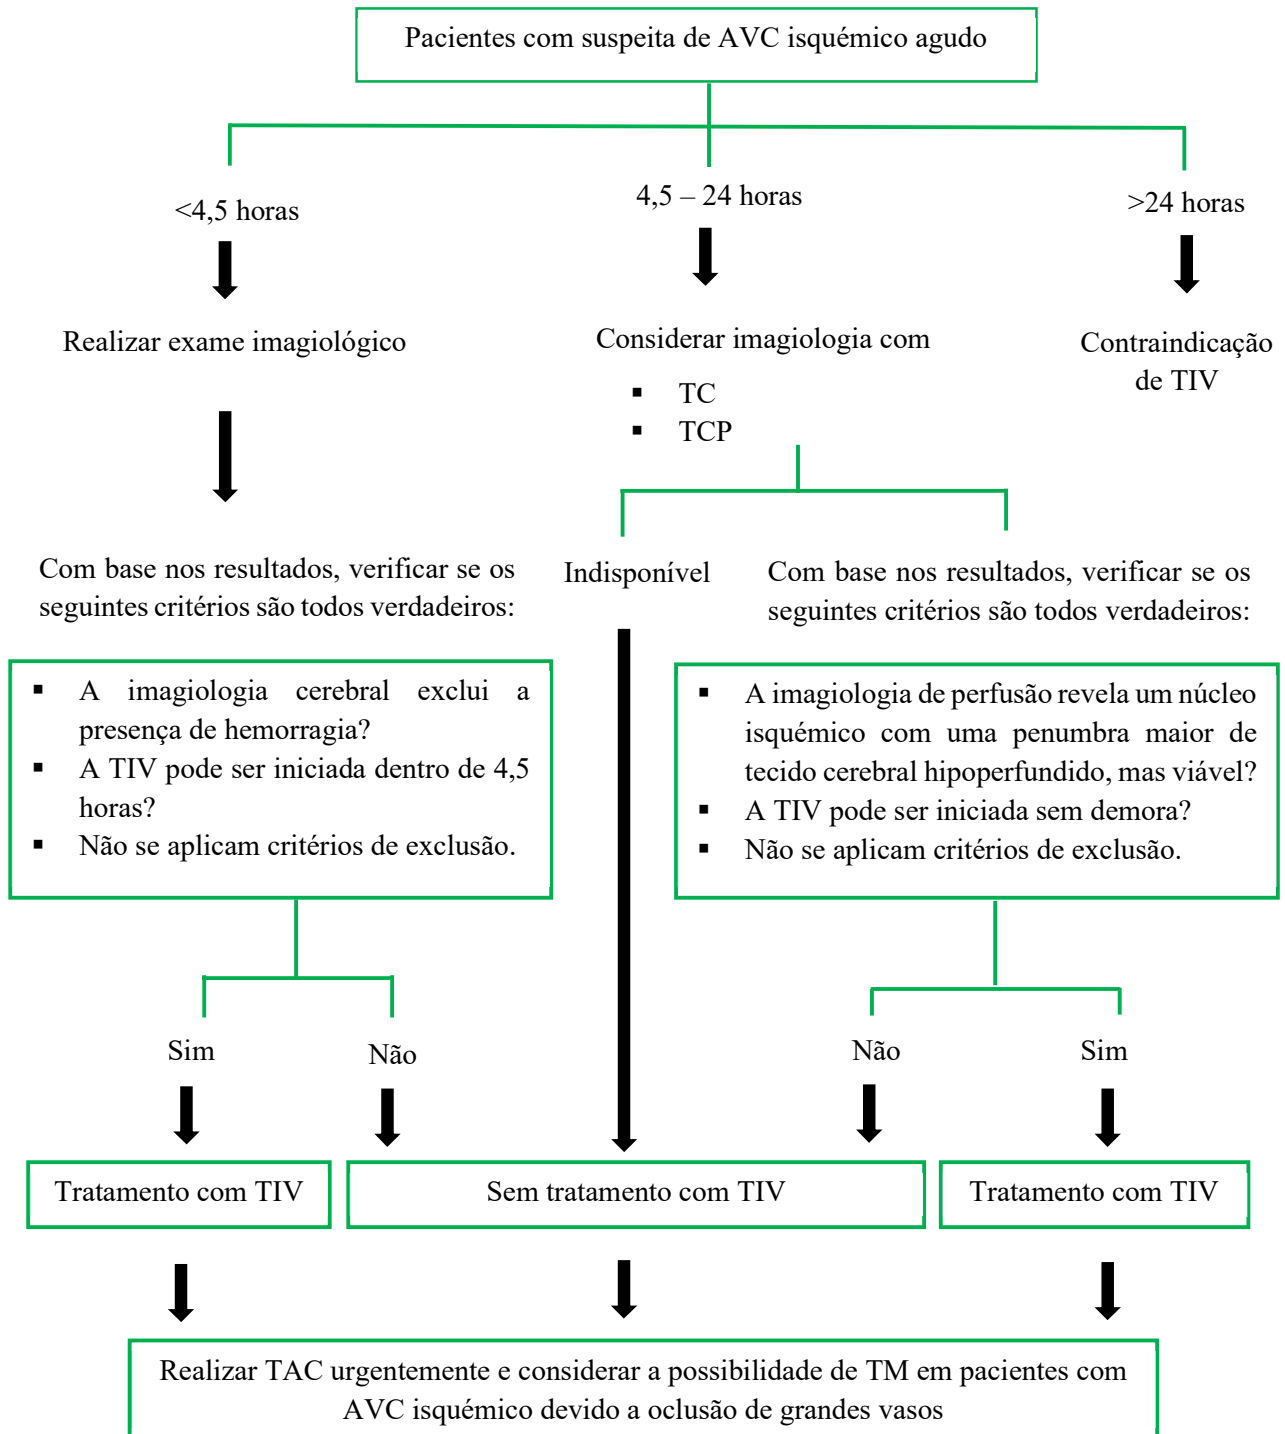 Pacientes com suspeita de AVC isquémico agudo
<4,5 horas
4,5 – 24 horas
>24 horas
Realizar exame imagiológico
Considerar imagiologia com
▪ TC
▪ TCP
Contraindicação
de TIV
Com base nos resultados, verificar se os
seguintes critérios são todos verdadeiros:
Indisponível
Com base nos resultados, verificar se os
seguintes critérios são todos verdadeiros:
▪ A imagiologia cerebral exclui a
presença de hemorragia?
▪ A TIV pode ser iniciada dentro de 4,5
horas?
▪ Não se aplicam critérios de exclusão.
▪ A imagiologia de perfusão revela um núcleo
isquémico com uma penumbra maior de
tecido cerebral hipoperfundido, mas viável?
▪ A TIV pode ser iniciada sem demora?
▪ Não se aplicam critérios de exclusão.
Sim
Não
Não
Sim
Tratamento com TIV
Sem tratamento com TIV
Tratamento com TIV
Realizar TAC urgentemente e considerar a possibilidade de TM em pacientes com
AVC isquémico devido a oclusão de grandes vasos